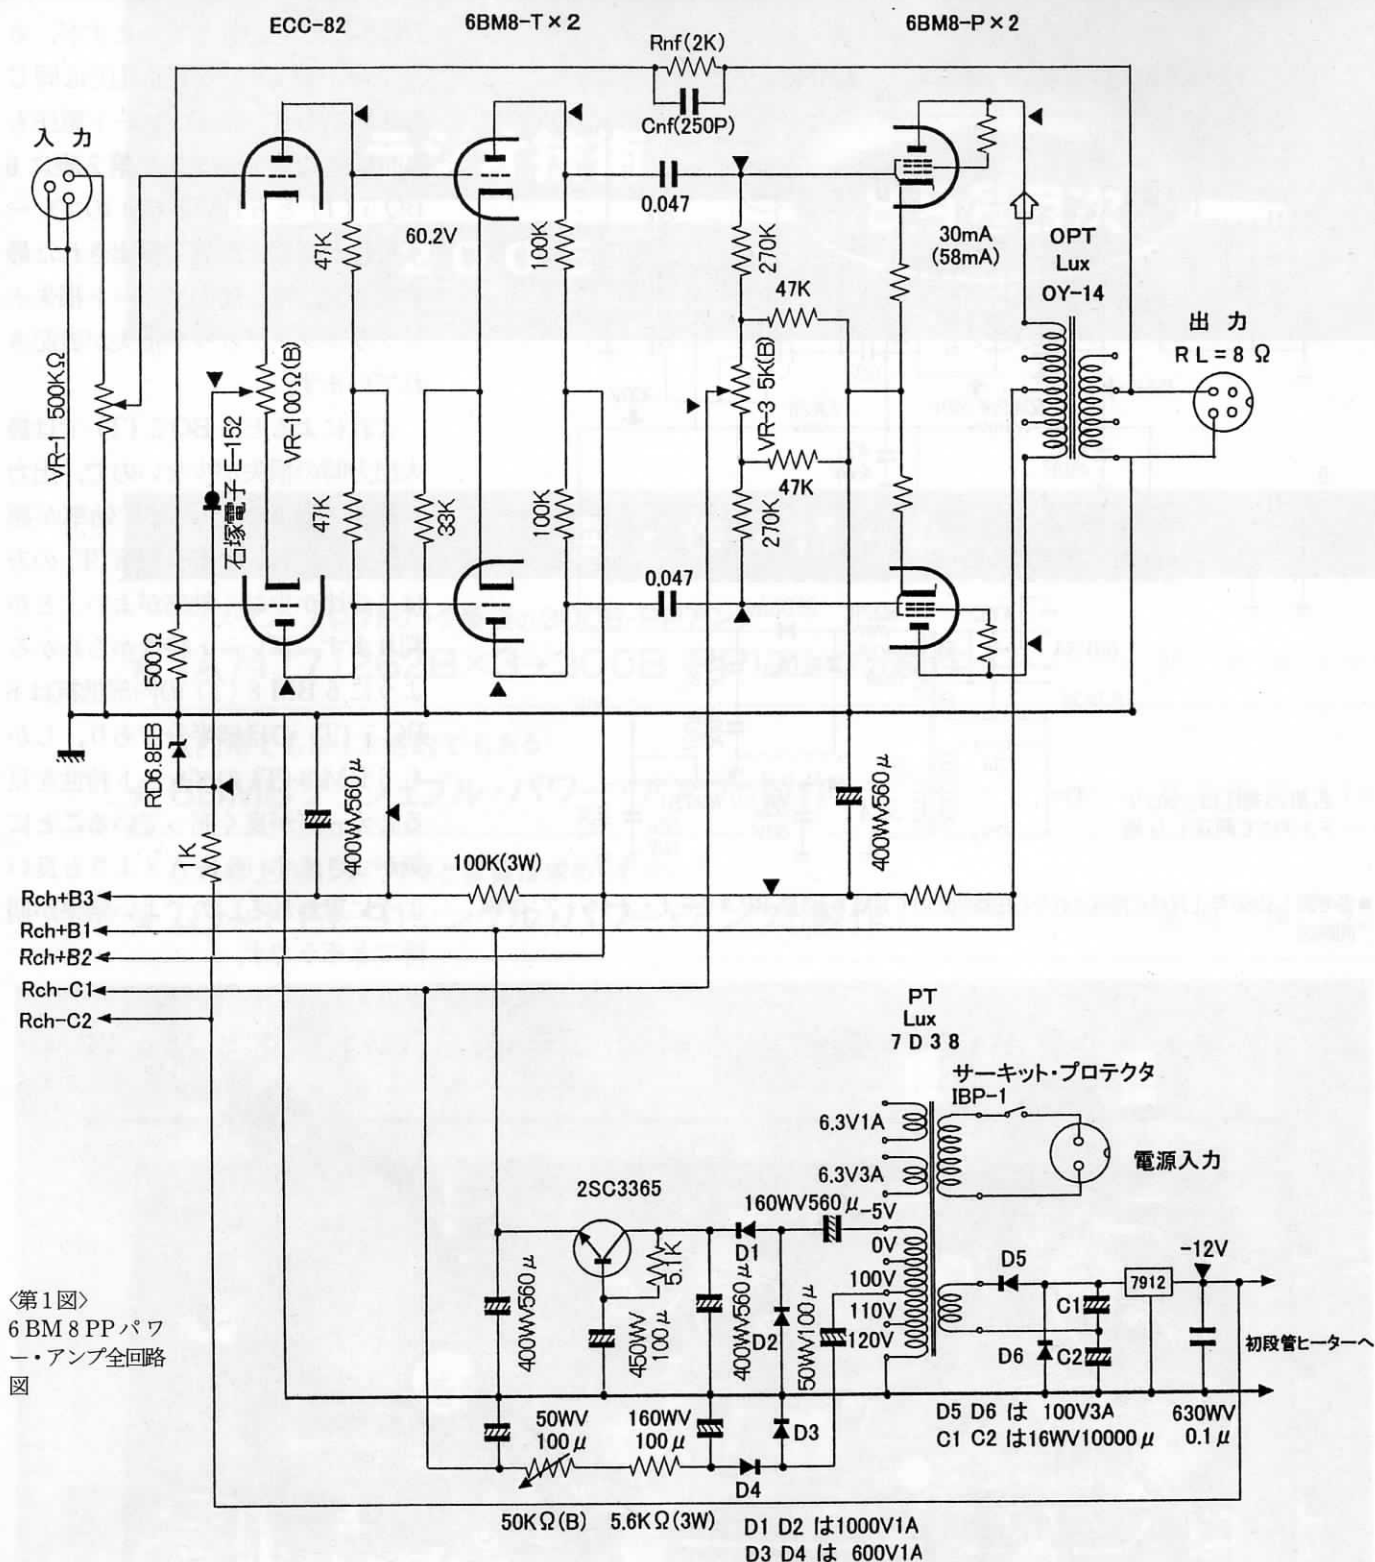 ECC-82
6BM8-T×2
6BM8-P×2
Rnf(2K)
Cnf(250P)
入 力
0.047
60.2V
47K
100K
270K
30mA
(58mA)
OPT
Lux
OY-14
47K
出 力
RL=8 Ω
VR-1 500KΩ
VR-100Ω(B)
石塚電子 E-152
VR-3 5K(B)
47K
33K
100K
47K
270K
0.047
500Ω
RD6.8EB
1K
400WV560μ
400WV560μ
100K(3W)
Rch+B3
Rch+B1
Rch+B2
Rch-C1
Rch-C2
PT
Lux
7D38
サーキット・プロテクタ
IBP-1
6.3V1A
6.3V3A
電源入力
2SC3365
160WV560μ
-5V
0V
100V
110V
120V
5.1K
D1
D2
D5
-12V
7912
C1
C2
D6
400WV560μ
450WV
100μ
400WV560μ
50WV100μ
初段管ヒーターへ
〈第1図〉
6BM8PPパワ
ー・アンプ全回路
図
50WV
100μ
160WV
100μ
D3
D4
D5 D6 は 100V3A
C1 C2 は16WV10000μ
630WV
0.1μ
50KΩ(B)
5.6KΩ(3W)
D1 D2 は1000V1A
D3 D4 は 600V1A